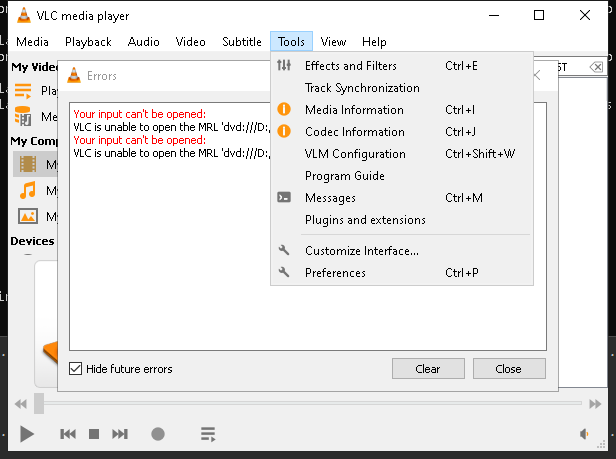 VLC media player
Media Playback Audio Video Subtitle Tools View Help
My Video
Errors
ST
Play
Me
My Comp
My
My
My
Devices
Your input can't be opened:
VLC is unable to open the MRL 'dvd:///D:
Your input can't be opened:
VLC is unable to open the MRL 'dvd:///D:
Effects and Filters Ctrl+E
Track Synchronization
Media Information Ctrl+I
Codec Information Ctrl+J
VLM Configuration Ctrl+Shift+W
Program Guide
Messages Ctrl+M
Plugins and extensions
Customize Interface...
Preferences Ctrl+P
Hide future errors
Clear
Close